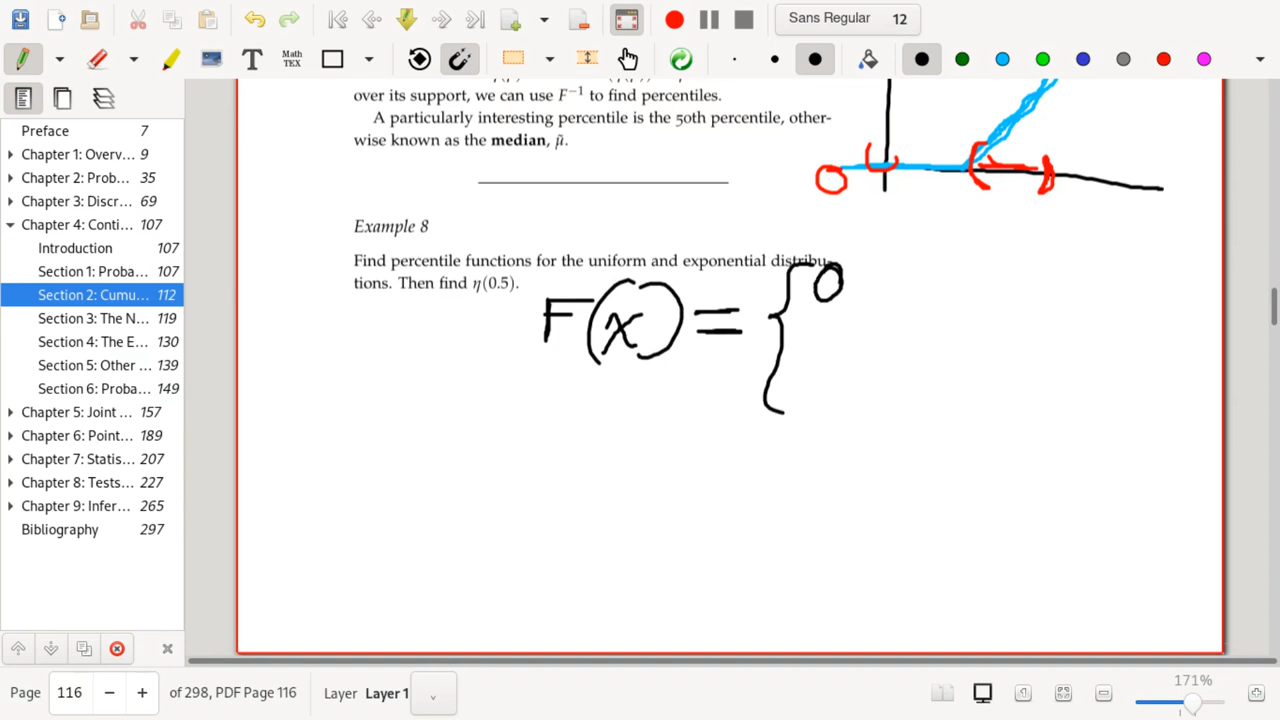 Sans Regular 12
Math
TEX
Preface 7
Chapter 1: Overv... 9
Chapter 2: Prob... 35
Chapter 3: Discr... 69
Chapter 4: Conti... 107
Introduction 107
Section 1: Proba... 107
Section 2: Cumu... 112
Section 3: The N... 119
Section 4: The E... 130
Section 5: Other ... 139
Section 6: Proba... 149
Chapter 5: Joint ... 157
Chapter 6: Point... 189
Chapter 7: Statis... 207
Chapter 8: Tests... 227
Chapter 9: Infer... 265
Bibliography 297
over its support, we can use F⁻¹ to find percentiles.
A particularly interesting percentile is the 50th percentile, other-
wise known as the median, μ̃.
Example 8
Find percentile functions for the uniform and exponential distribu-
tions. Then find η(0.5).
F(x) = { 0
Page 116 − + of 298, PDF Page 116 Layer Layer 1 171%